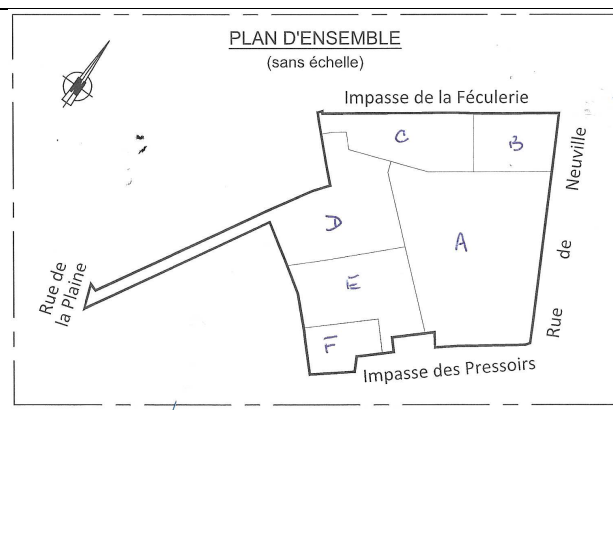 PLAN D'ENSEMBLE
(sans échelle)
Impasse de la Féculerie
C
B
Rue de Neuville
D
A
E
Rue de
la Plaine
F
Impasse des Pressoirs